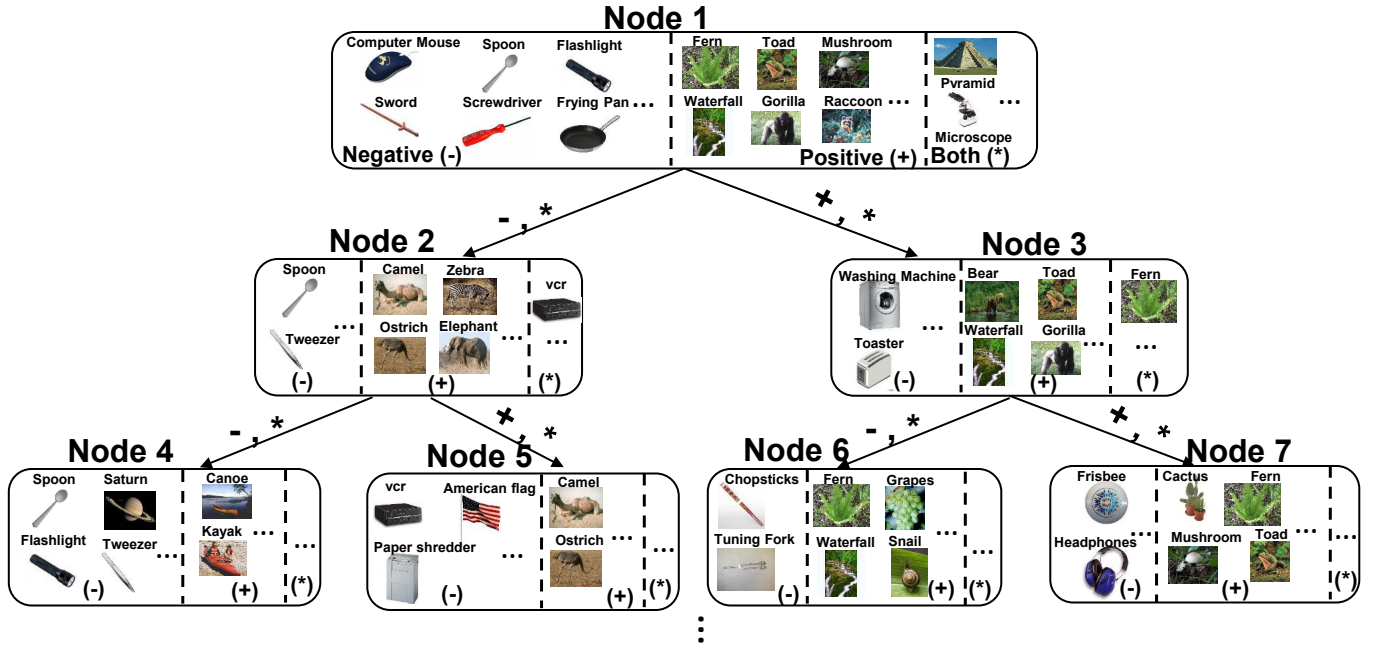 Node 1
Computer Mouse Spoon Flashlight Fern Toad Mushroom
Pvramid
Sword Screwdriver Frying Pan ... Waterfall Gorilla Raccoon ... ...
Microscope
Negative (-) Positive (+) Both (*)
- , * + , *
Node 2 Node 3
Spoon Camel Zebra vcr
Washing Machine Bear Toad Fern
... Ostrich Elephant ... ...
Tweezer
... Waterfall Gorilla ... ...
Toaster
(-) (+) (*) (-) (+) (*)
- , * + , * - , * + , *
Node 4 Node 5 Node 6 Node 7
Spoon Saturn Canoe
Flashlight Tweezer ... Kayak ... ...
(-) (+) (*)
vcr American flag Camel
Paper shredder ... Ostrich ... ...
(-) (+) (*)
Chopsticks Fern Grapes
Tuning Fork Waterfall Snail ... ...
(-) (+) (*)
Frisbee Cactus Fern
Headphones Mushroom Toad ... ...
(-) (+) (*)
...